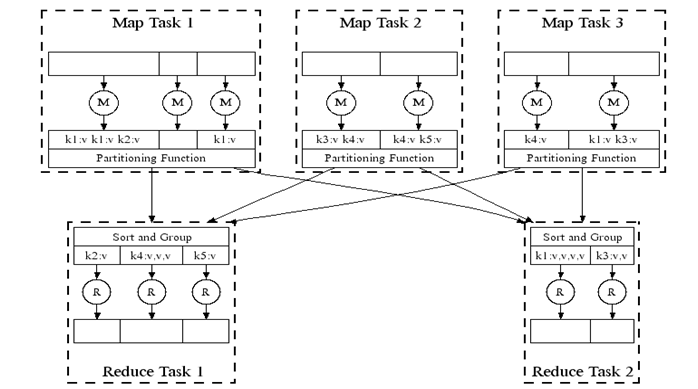 Map Task 1 Map Task 2 Map Task 3
M M M M M M M
k1:v k1:v k2:v k1:v k3:v k4:v k4:v k5:v k4:v k1:v k3:v
Partitioning Function Partitioning Function Partitioning Function
Sort and Group Sort and Group
k2:v k4:v,v,v k5:v k1:v,v,v,v k3:v,v
R R R R R
Reduce Task 1 Reduce Task 2